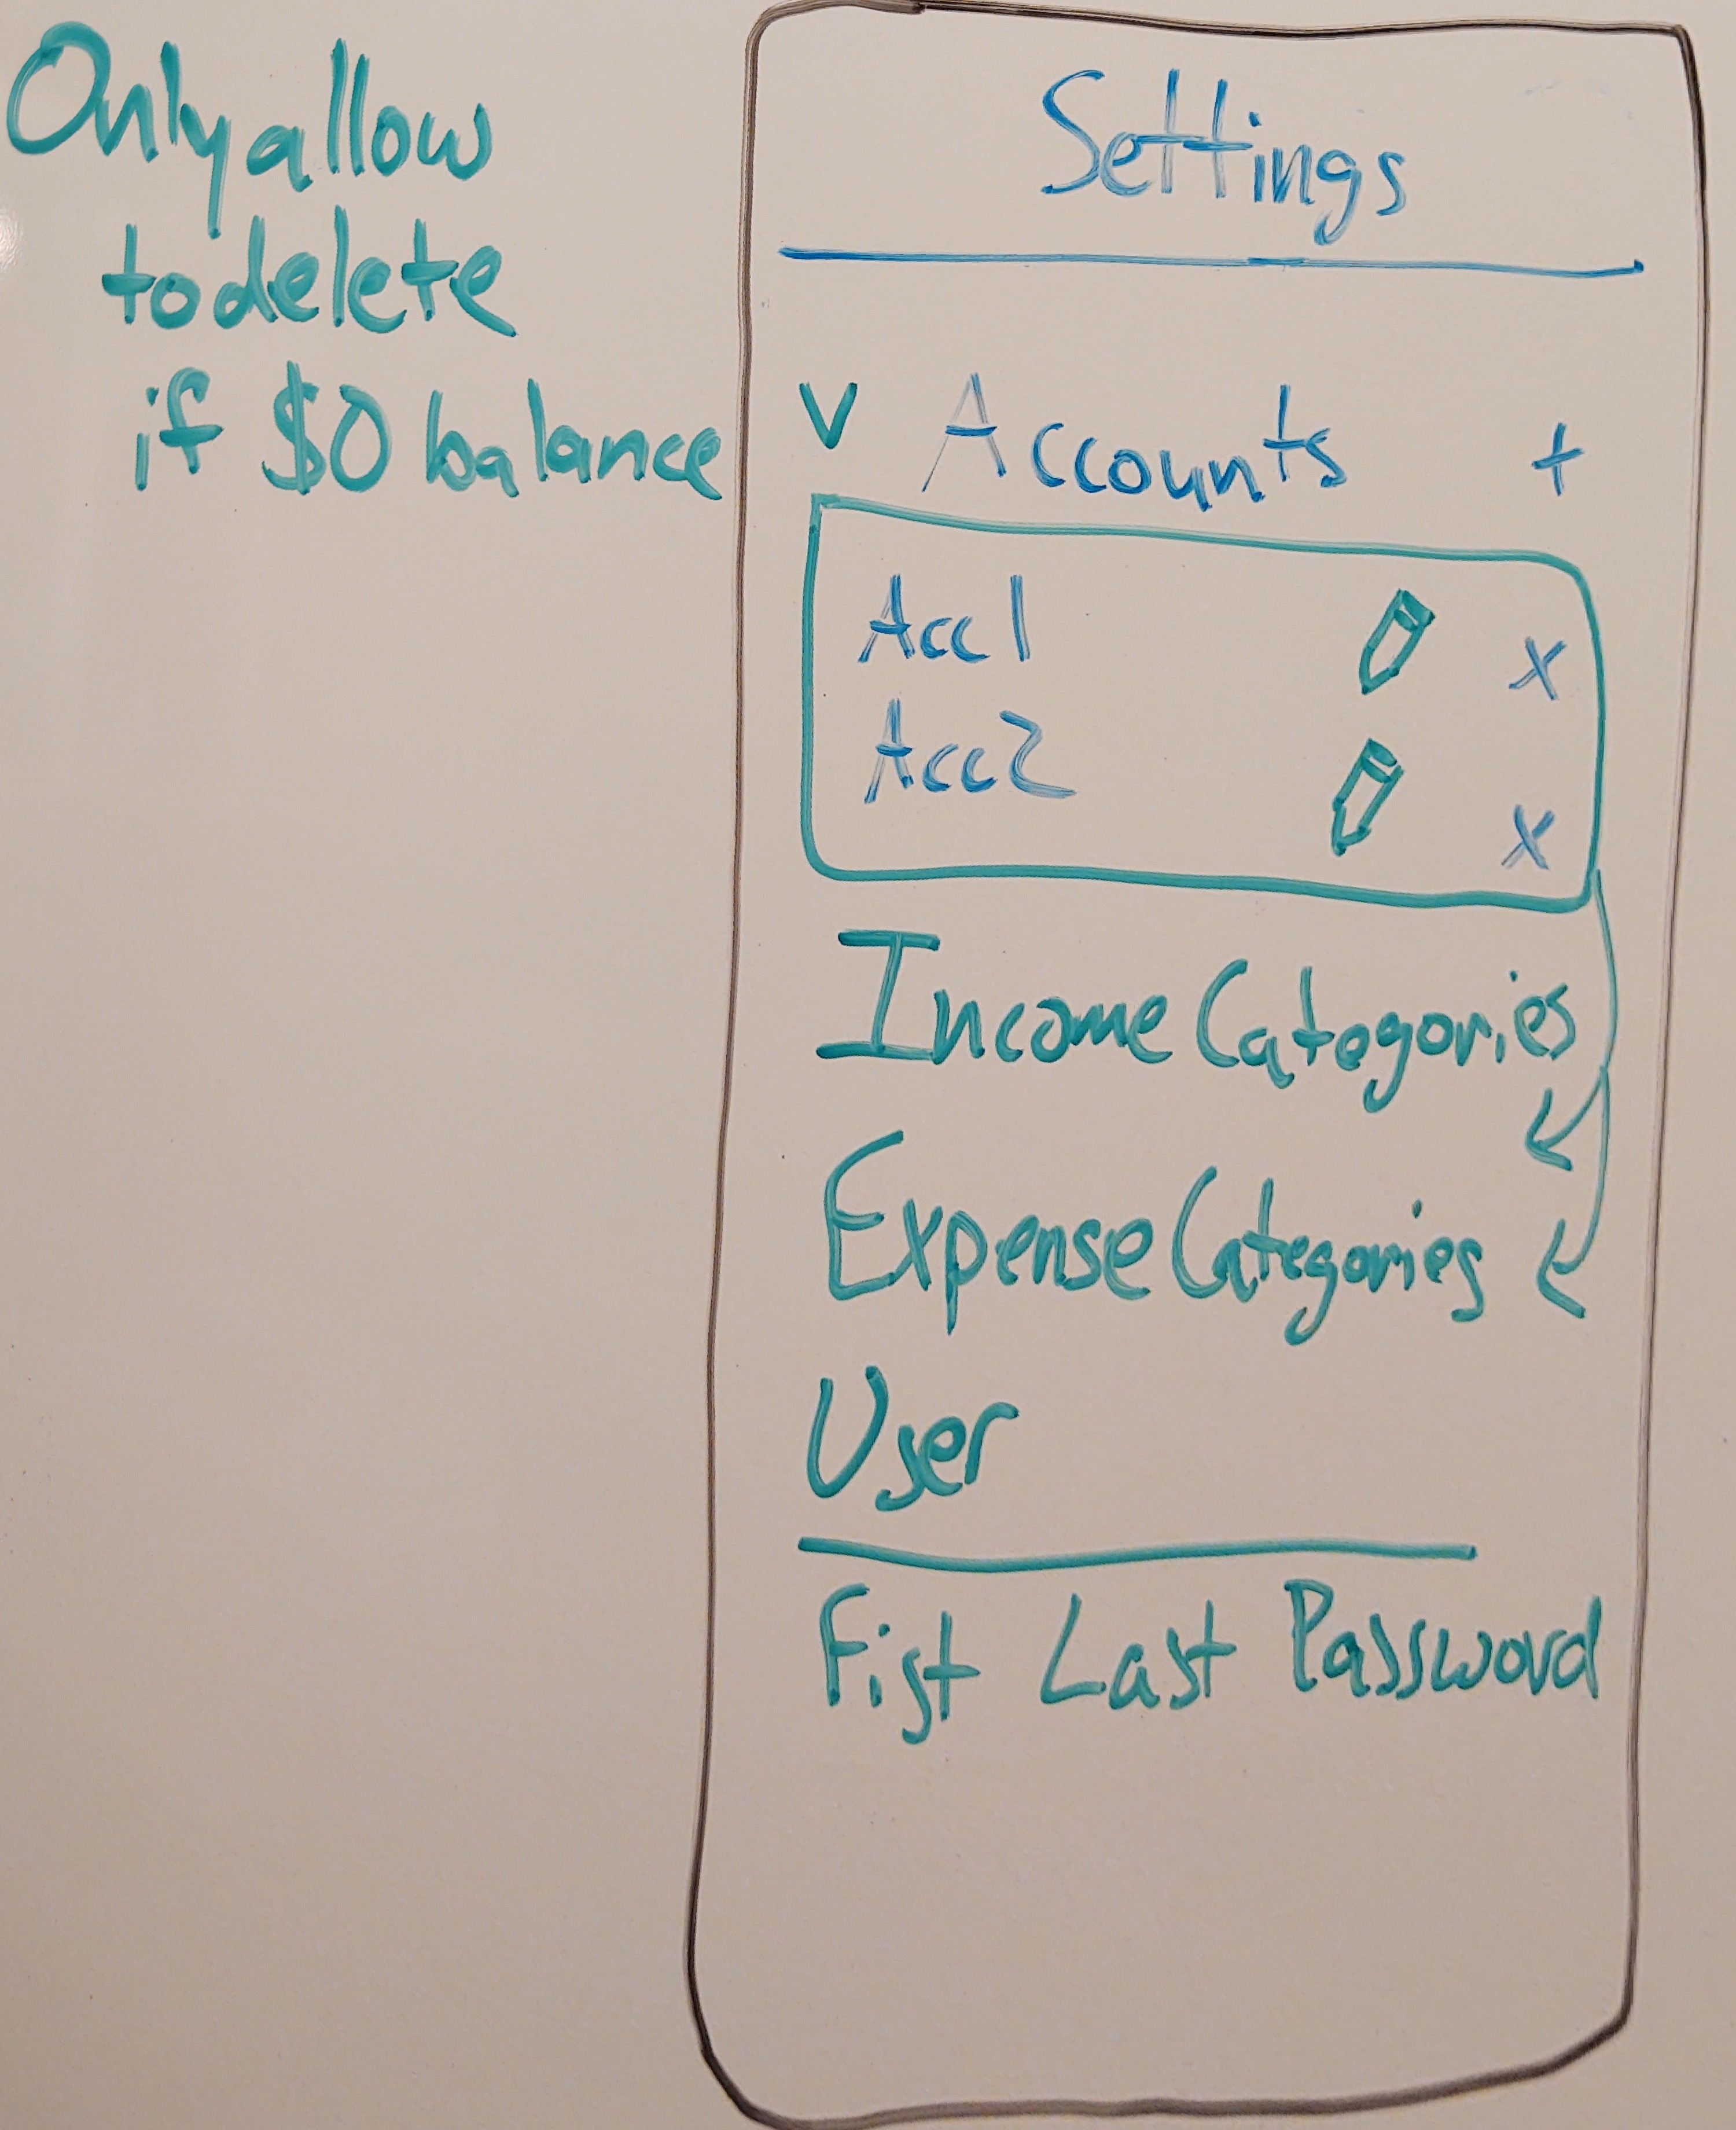 Only allow
to delete
if $0 balance
Settings
V Accounts +
Acc1 x
Acc2 x
Income Categories
Expense Categories
User
Fist Last Password